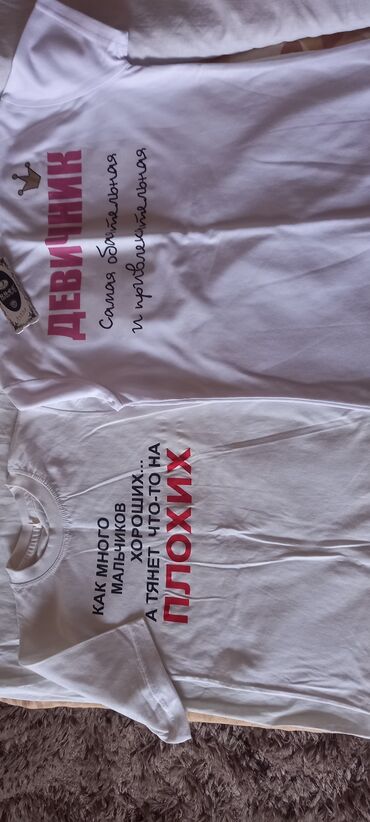 ДЕВИЧНИК
Самая обаятельная
и привлекательная
КАК МНОГО
МАЛЬЧИКОВ
ХОРОШИХ...
А ТЯНЕТ ЧТО-ТО НА
ПЛОХИХ